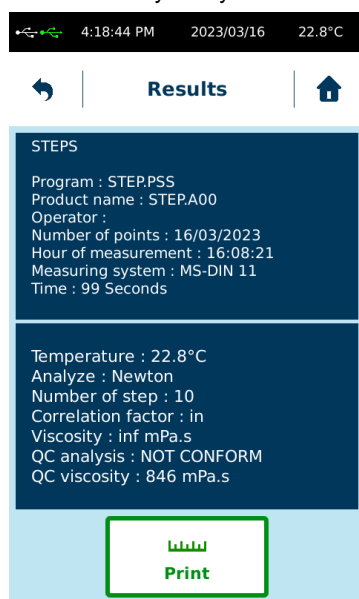 4:18:44 PM 2023/03/16 22.8°C
Results
STEPS
Program : STEP.PSS
Product name : STEP.A00
Operator :
Number of points : 16/03/2023
Hour of measurement : 16:08:21
Measuring system : MS-DIN 11
Time : 99 Seconds
Temperature : 22.8°C
Analyze : Newton
Number of step : 10
Correlation factor : in
Viscosity : inf mPa.s
QC analysis : NOT CONFORM
QC viscosity : 846 mPa.s
Print